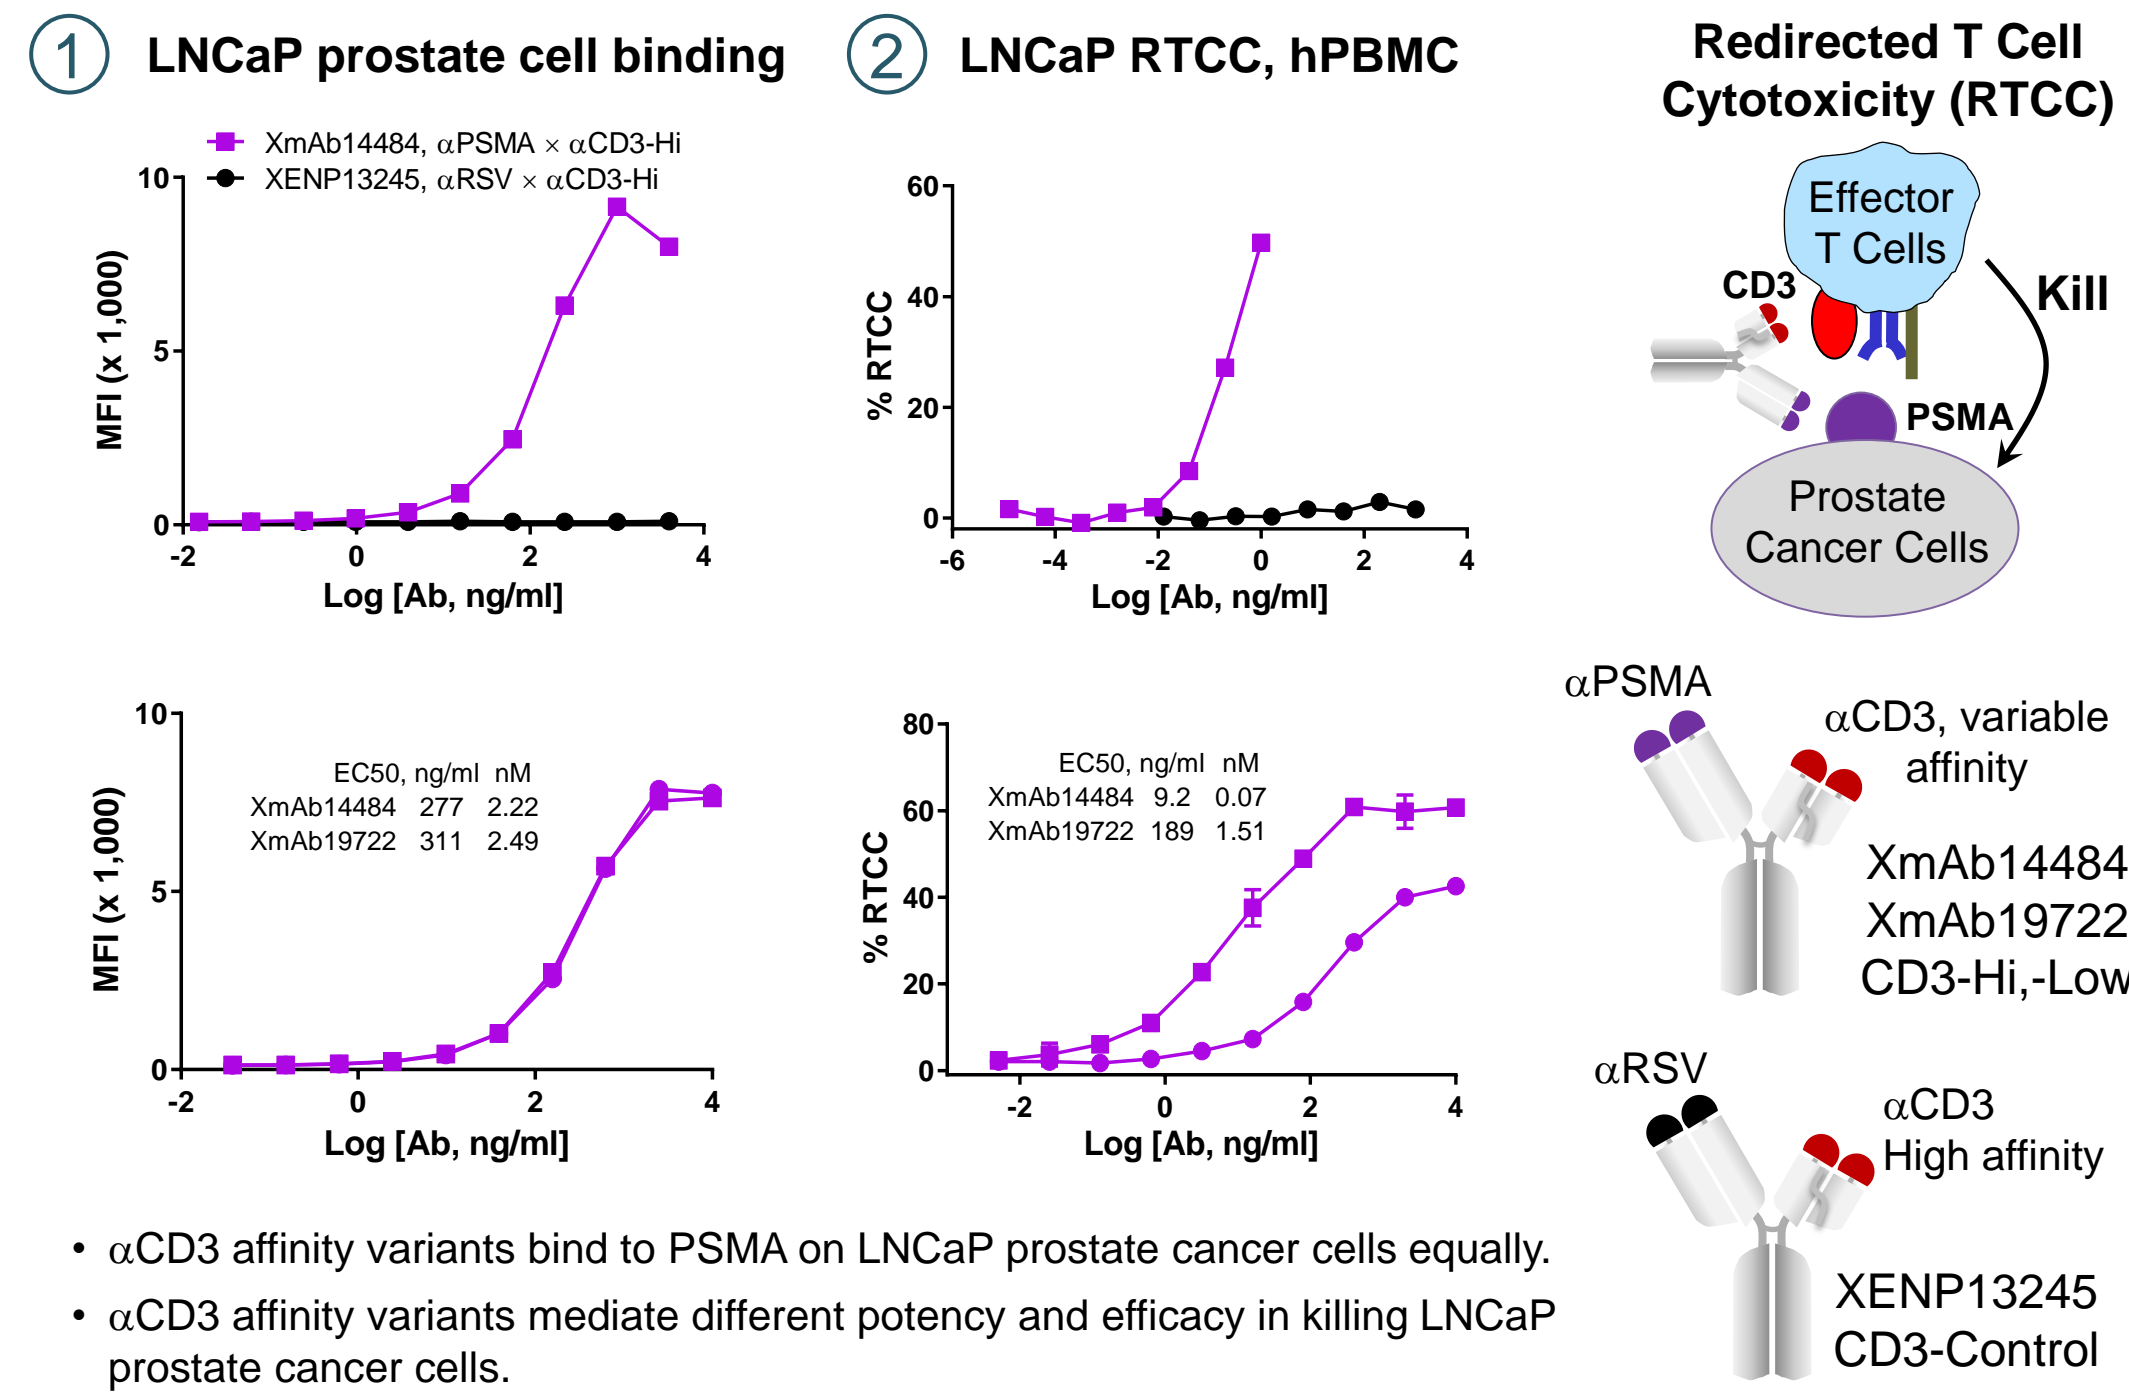 ① LNCaP prostate cell binding
② LNCaP RTCC, hPBMC
Redirected T Cell
Cytotoxicity (RTCC)
XmAb14484, αPSMA × αCD3-Hi
XENP13245, αRSV × αCD3-Hi
MFI (x 1,000)
10
5
0
-2 0 2 4
Log [Ab, ng/ml]
% RTCC
60
40
20
0
-6 -4 -2 0 2 4
Log [Ab, ng/ml]
Effector
T Cells
CD3
Kill
PSMA
Prostate
Cancer Cells
MFI (x 1,000)
10
5
0
EC50, ng/ml nM
XmAb14484 277 2.22
XmAb19722 311 2.49
-2 0 2 4
Log [Ab, ng/ml]
% RTCC
80
60
40
20
0
EC50, ng/ml nM
XmAb14484 9.2 0.07
XmAb19722 189 1.51
-2 0 2 4
Log [Ab, ng/ml]
αPSMA
αCD3, variable
affinity
XmAb14484
XmAb19722
CD3-Hi,-Low
αRSV
αCD3
High affinity
XENP13245
CD3-Control
• αCD3 affinity variants bind to PSMA on LNCaP prostate cancer cells equally.
• αCD3 affinity variants mediate different potency and efficacy in killing LNCaP
prostate cancer cells.